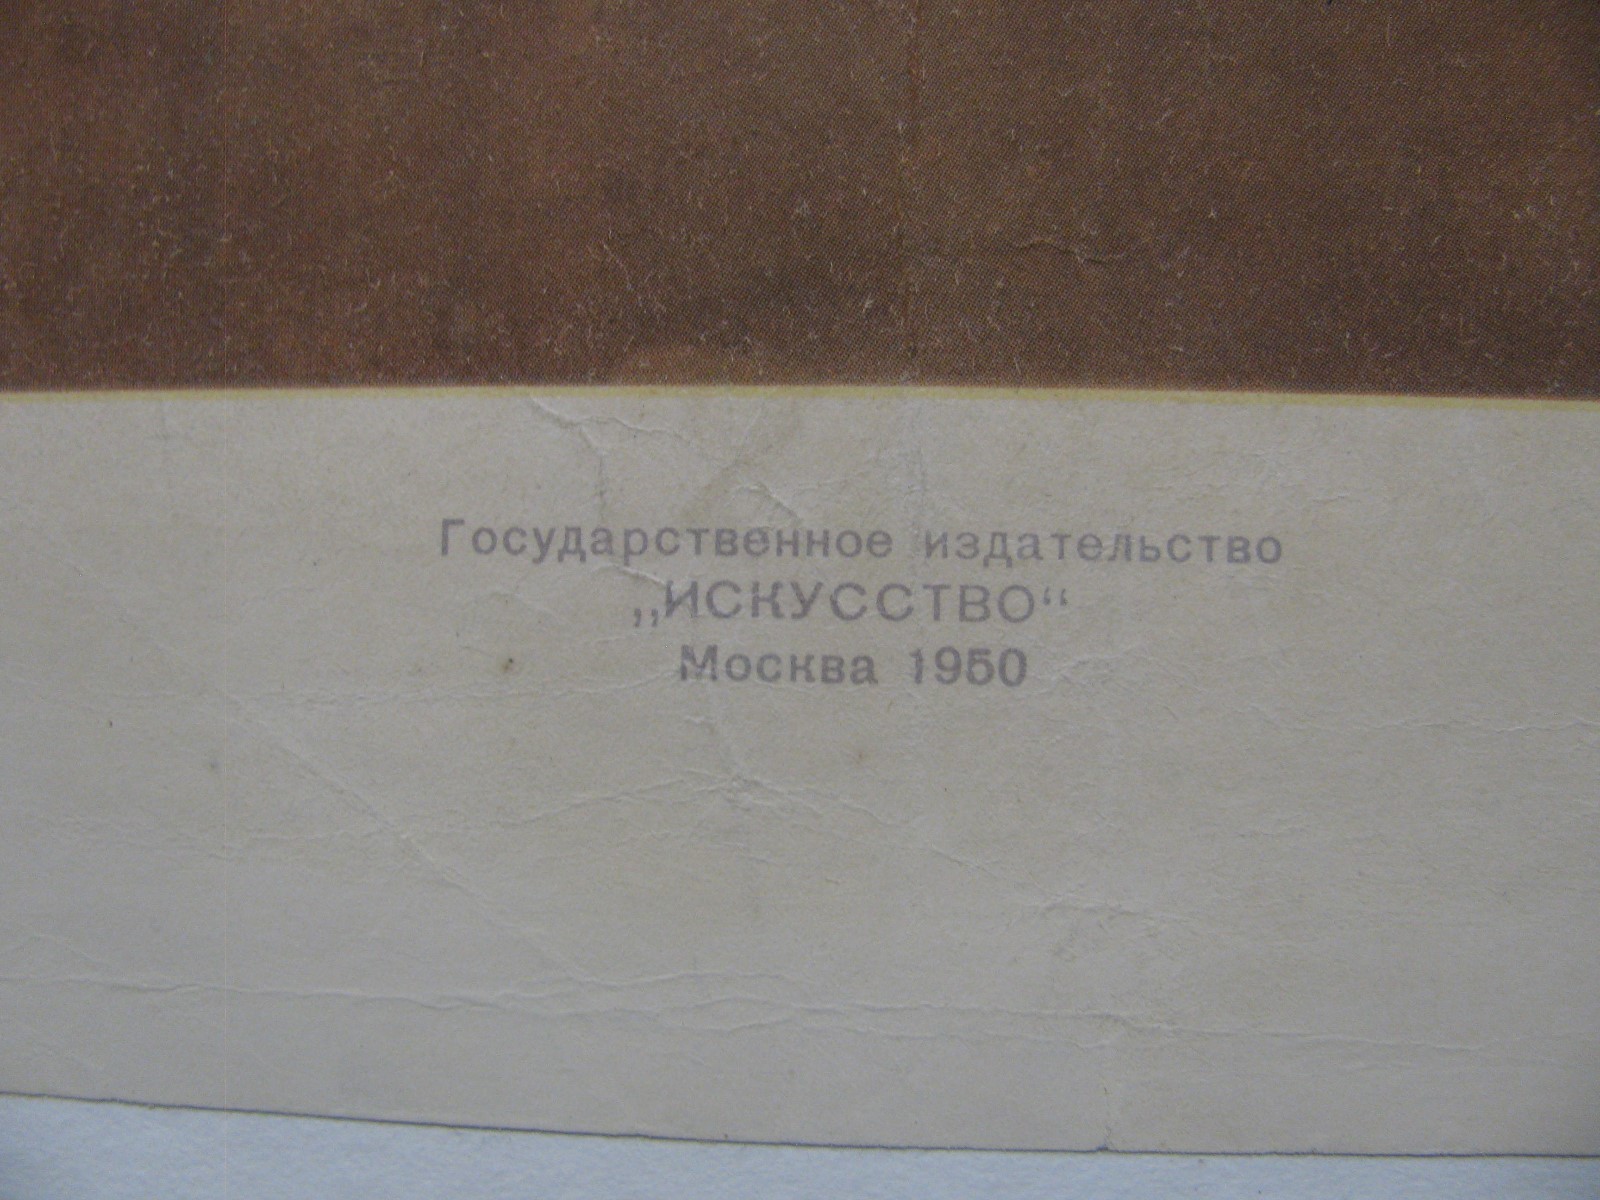 Государственное издательство
„ИСКУССТВО“
Москва 1950